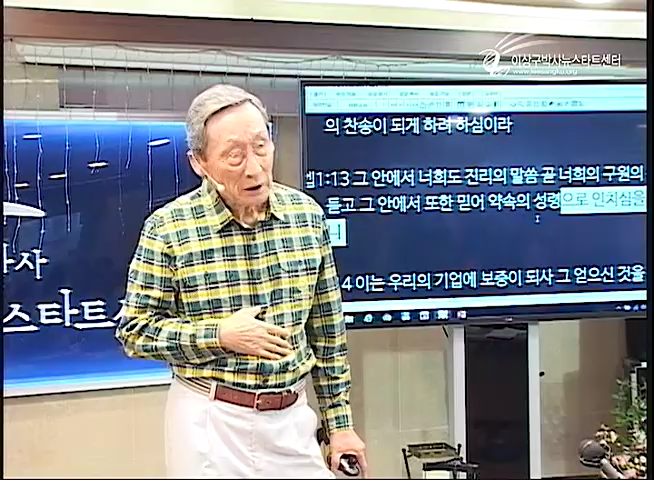 이상구박사뉴스타트센터
www.leesangku.org
의 찬송이 되게 하려 하심이라
엡1:13 그 안에서 너희도 진리의 말씀 곧 너희의 구원의
듣고 그 안에서 또한 믿어 약속의 성령으로 인치심을
4 이는 우리의 기업에 보증이 되사 그 얻으신 것을
스타트